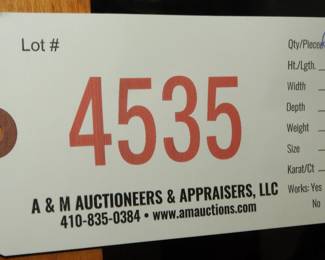 Lot #
4535
A & M AUCTIONEERS & APPRAISERS, LLC
410-835-0384 • www.amauctions.com
Qty/Pieces
Ht./Lgth.
Width
Depth
Weight
Size
Karat/Ct
Works: Yes
No